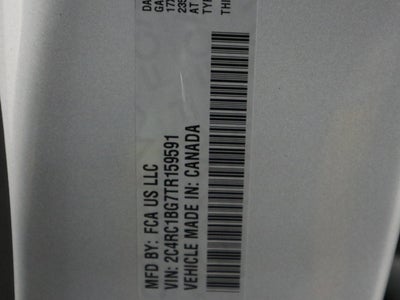 MFD BY: FCA US LLC
VIN: 2C4RC1BG7TR159591
VEHICLE MADE IN: CANADA